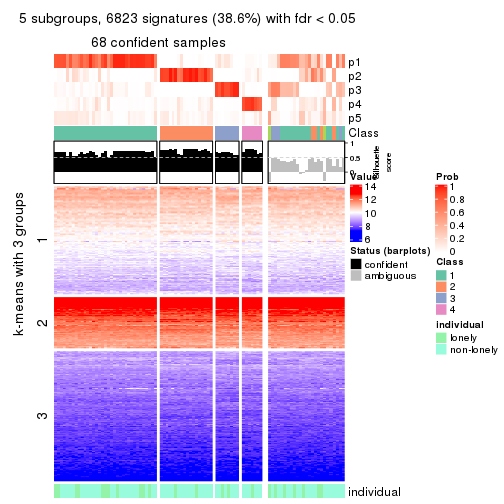 5 subgroups, 6823 signatures (38.6%) with fdr < 0.05
68 confident samples
p1
p2
p3
p4
p5
Class
1
0.5
0
Silhouette
score
k-means with 3 groups
1
2
3
individual
Value
14
12
10
8
6
Status (barplots)
confident
ambiguous
Prob
1
0.8
0.6
0.4
0.2
0
Class
1
2
3
4
individual
lonely
non-lonely